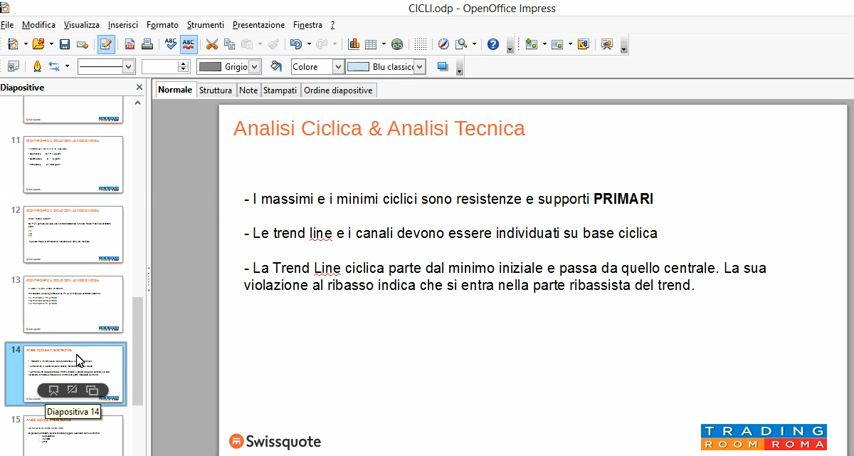 CICLI.odp - OpenOffice Impress
File Modifica Visualizza Inserisci Formato Strumenti Presentazione Finestra ?
Grigio Colore Blu classico
Diapositive
Normale Struttura Note Stampati Ordine diapositive
11
12
13
14
Diapositiva 14
15
Analisi Ciclica & Analisi Tecnica
- I massimi e i minimi ciclici sono resistenze e supporti PRIMARI
- Le trend line e i canali devono essere individuati su base ciclica
- La Trend Line ciclica parte dal minimo iniziale e passa da quello centrale. La sua
violazione al ribasso indica che si entra nella parte ribassista del trend.
Swissquote
TRADING
ROOM ROMA